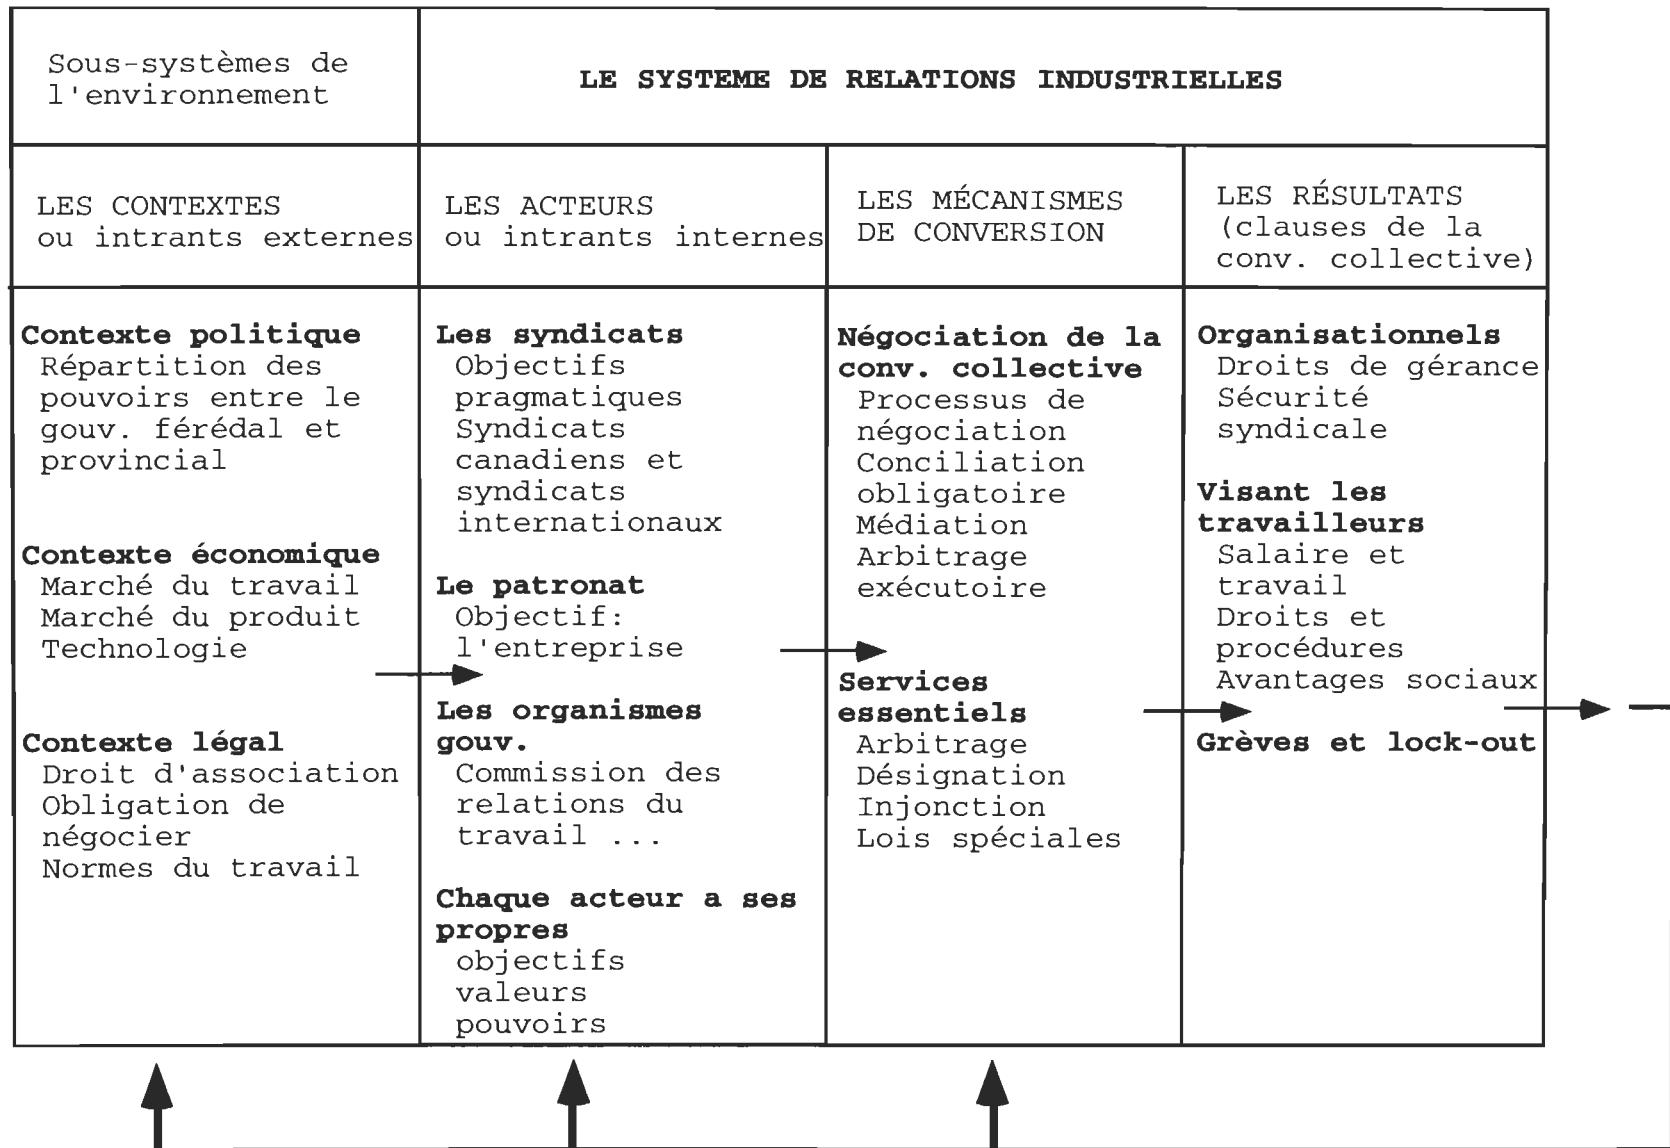 Sous-systèmes de
l'environnement
LE SYSTEME DE RELATIONS INDUSTRIELLES
LES CONTEXTES
ou intrants externes
LES ACTEURS
ou intrants internes
LES MÉCANISMES
DE CONVERSION
LES RÉSULTATS
(clauses de la
conv. collective)
Contexte politique
Répartition des
pouvoirs entre le
gouv. férédal et
provincial
Contexte économique
Marché du travail
Marché du produit
Technologie
Contexte légal
Droit d'association
Obligation de
négocier
Normes du travail
Les syndicats
Objectifs
pragmatiques
Syndicats
canadiens et
syndicats
internationaux
Le patronat
Objectif:
l'entreprise
Les organismes
gouv.
Commission des
relations du
travail ...
Chaque acteur a ses
propres
objectifs
valeurs
pouvoirs
Négociation de la
conv. collective
Processus de
négociation
Conciliation
obligatoire
Médiation
Arbitrage
exécutoire
Services
essentiels
Arbitrage
Désignation
Injonction
Lois spéciales
Organisationnels
Droits de gérance
Sécurité
syndicale
Visant les
travailleurs
Salaire et
travail
Droits et
procédures
Avantages sociaux
Grèves et lock-out